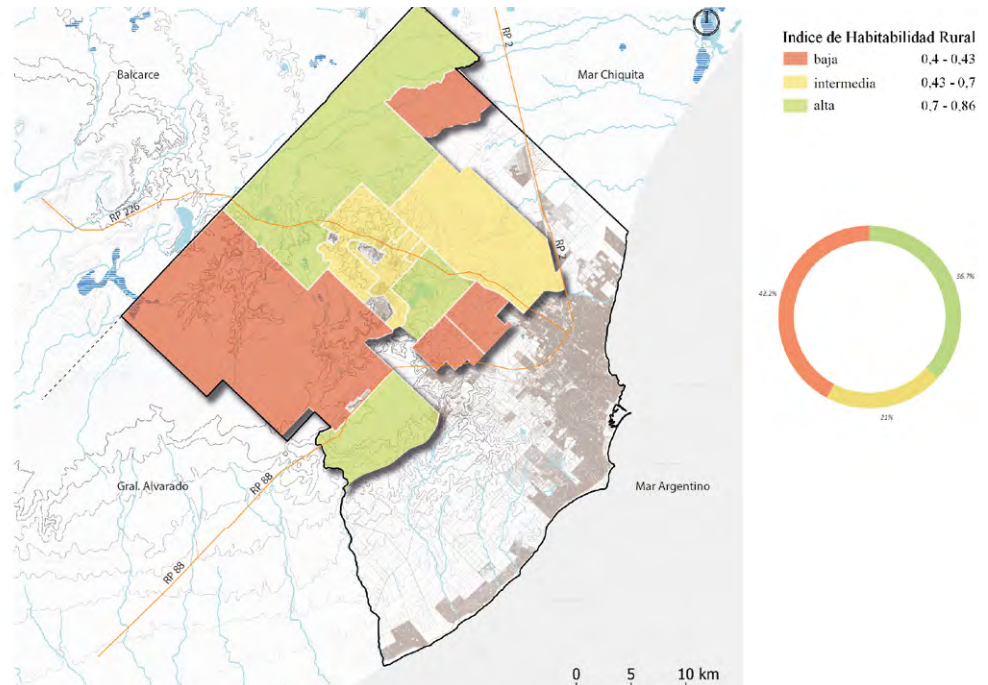 Balcarce
RP 2
Mar Chiquita
RP 226
RP 2
Gral. Alvarado
RP 88
RP 88
Mar Argentino
0 5 10 km
Indice de Habitabilidad Rural
baja 0,4 - 0,43
intermedia 0,43 - 0,7
alta 0,7 - 0,86
42.2%
36.7%
21%